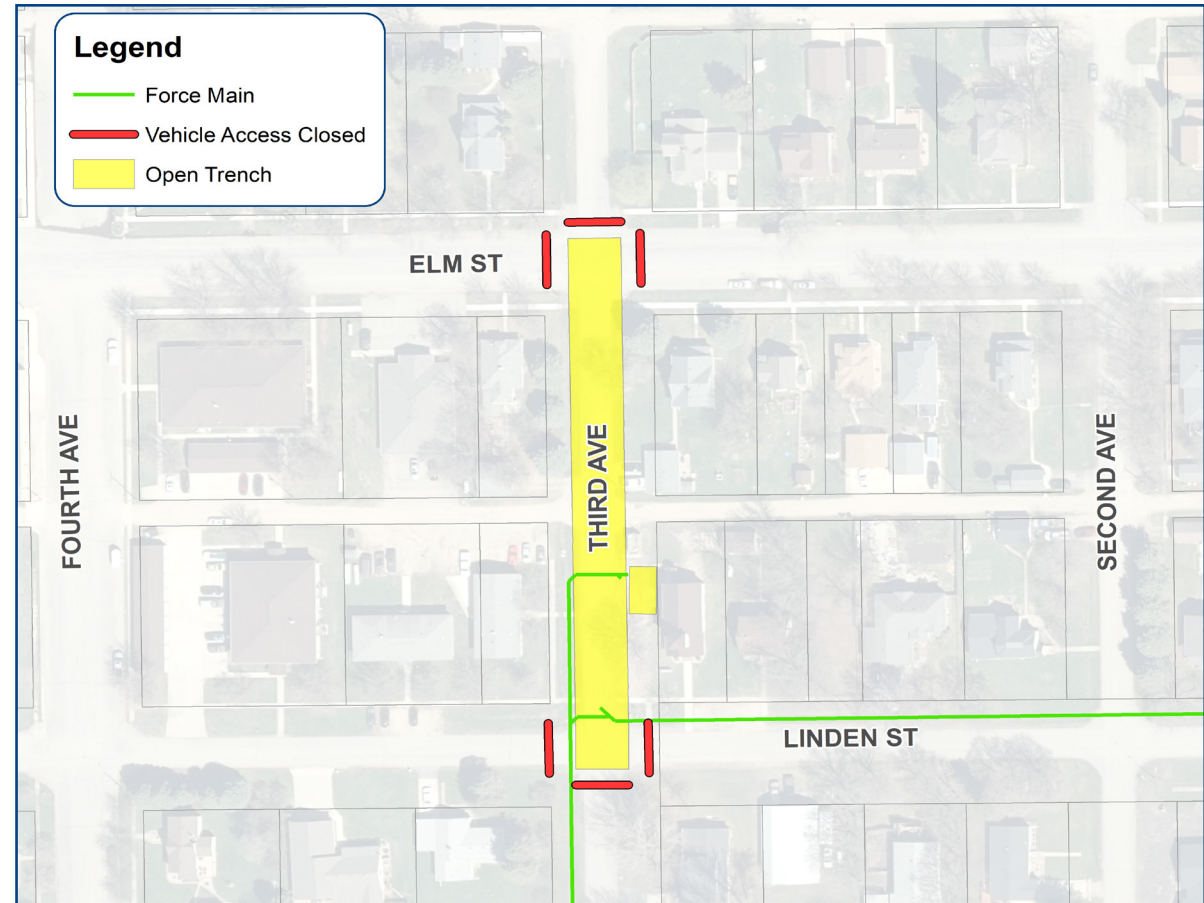 Legend
Force Main
Vehicle Access Closed
Open Trench
ELM ST
FOURTH AVE
THIRD AVE
SECOND AVE
LINDEN ST